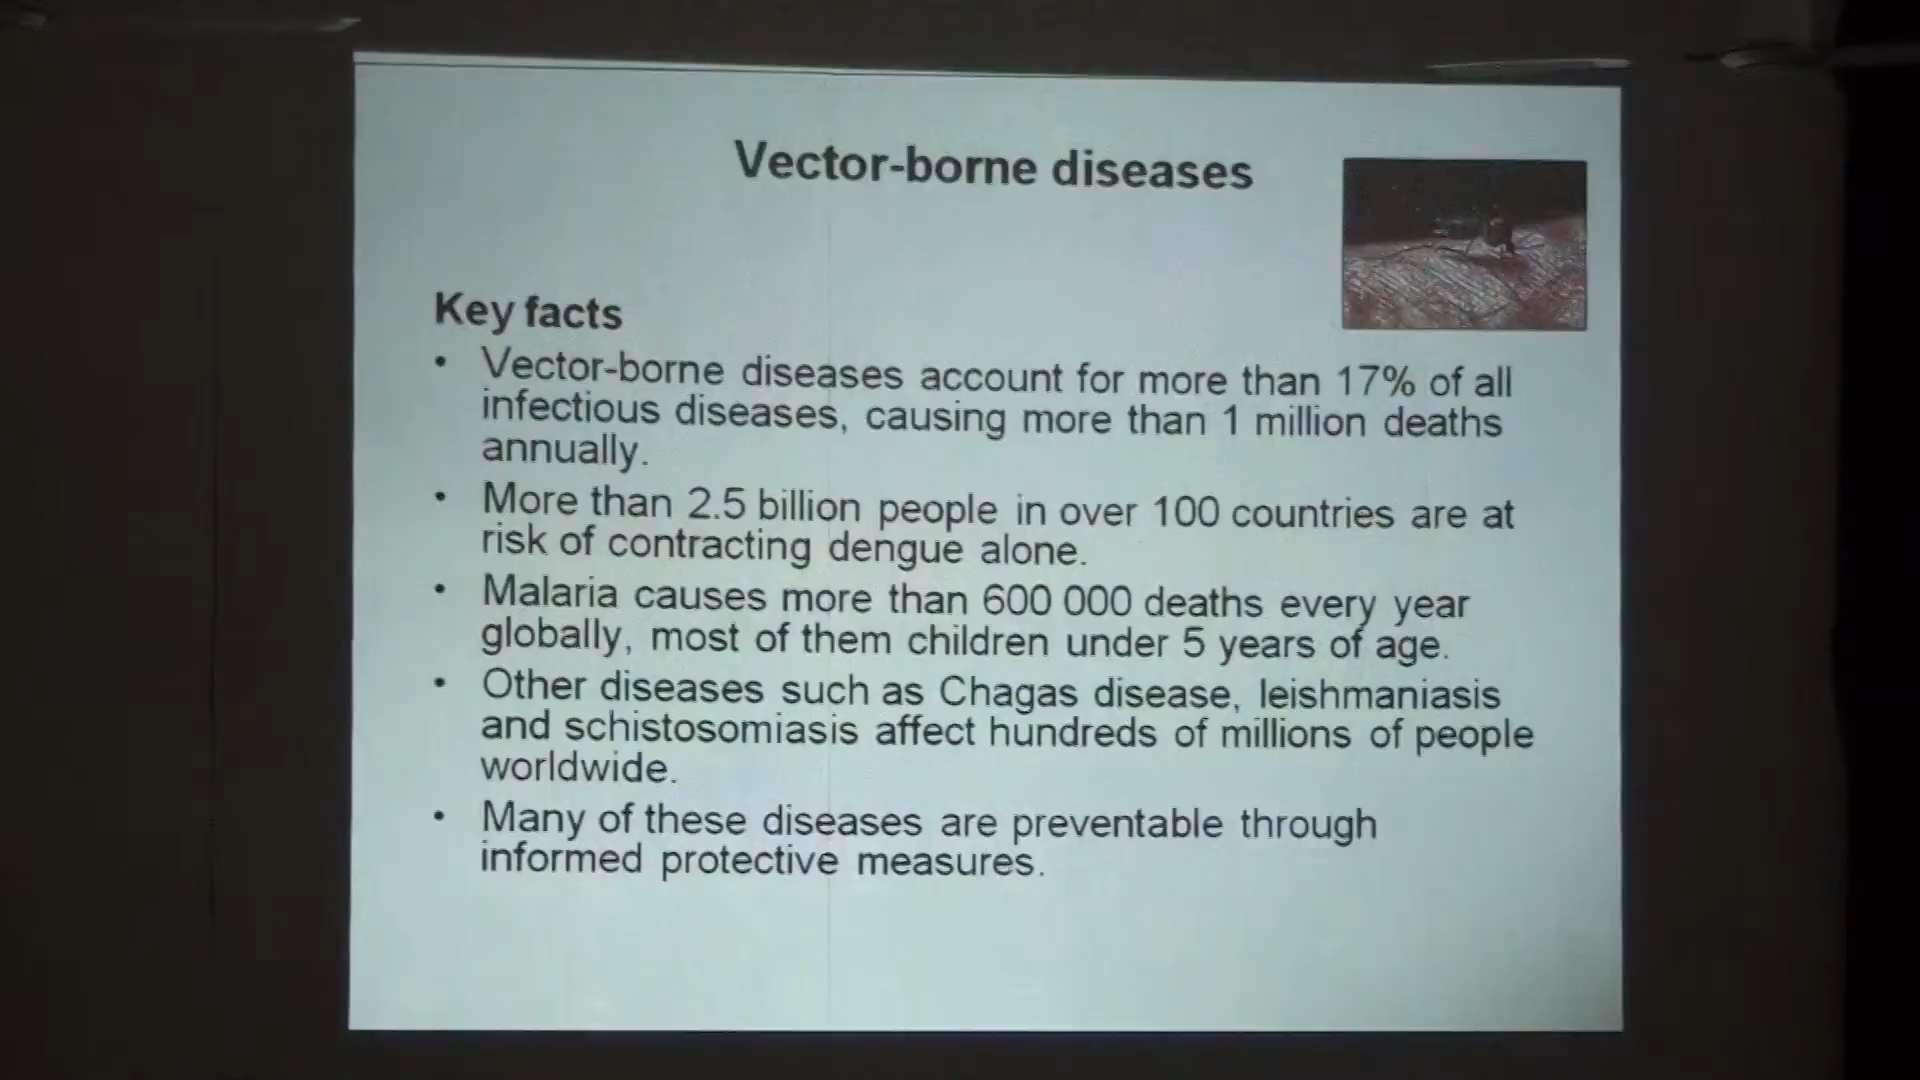 Vector-borne diseases
Key facts
• Vector-borne diseases account for more than 17% of all
infectious diseases, causing more than 1 million deaths
annually.
• More than 2.5 billion people in over 100 countries are at
risk of contracting dengue alone.
• Malaria causes more than 600 000 deaths every year
globally, most of them children under 5 years of age.
• Other diseases such as Chagas disease, leishmaniasis
and schistosomiasis affect hundreds of millions of people
worldwide.
• Many of these diseases are preventable through
informed protective measures.